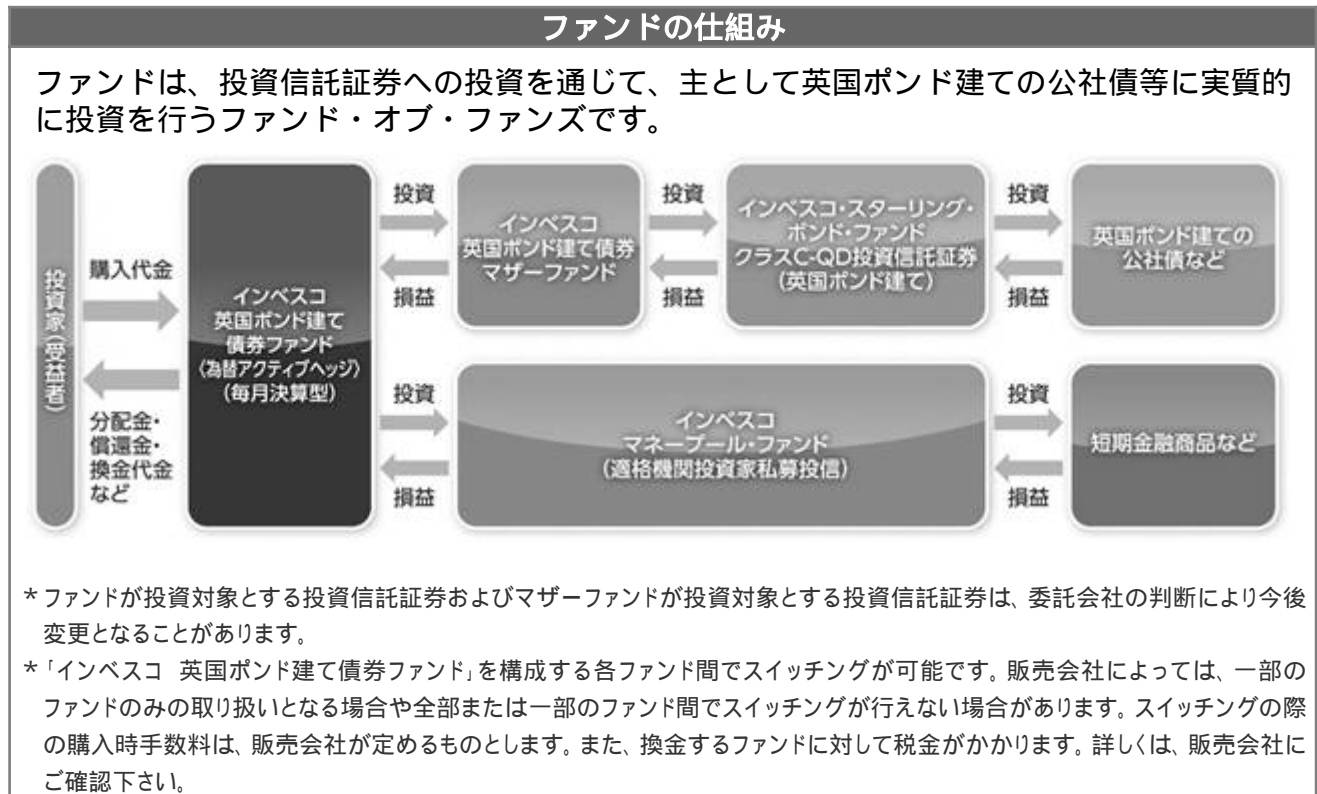 ファンドの仕組み
ファンドは、投資信託証券への投資を通じて、主として英国ポンド建ての公社債等に実質的
に投資を行うファンド・オブ・ファンズです。
投資家(受益者)
購入代金
分配金・
償還金・
換金代金
など
インベスコ
英国ポンド建て
債券ファンド
(為替アクティブヘッジ)
(毎月決算型)
投資
損益
インベスコ
英国ポンド建て債券
マザーファンド
投資
損益
インベスコ・スターリング・
ボンド・ファンド
クラスC-QD投資信託証券
(英国ポンド建て)
投資
損益
英国ポンド建ての
公社債など
投資
損益
インベスコ
マネープール・ファンド
(適格機関投資家私募投信)
投資
損益
短期金融商品など
*ファンドが投資対象とする投資信託証券およびマザーファンドが投資対象とする投資信託証券は、委託会社の判断により今後
変更となることがあります。
*「インベスコ 英国ポンド建て債券ファンド」を構成する各ファンド間でスイッチングが可能です。販売会社によっては、一部の
ファンドのみの取り扱いとなる場合や全部または一部のファンド間でスイッチングが行えない場合があります。スイッチングの際
の購入時手数料は、販売会社が定めるものとします。また、換金するファンドに対して税金がかかります。詳しくは、販売会社に
ご確認下さい。